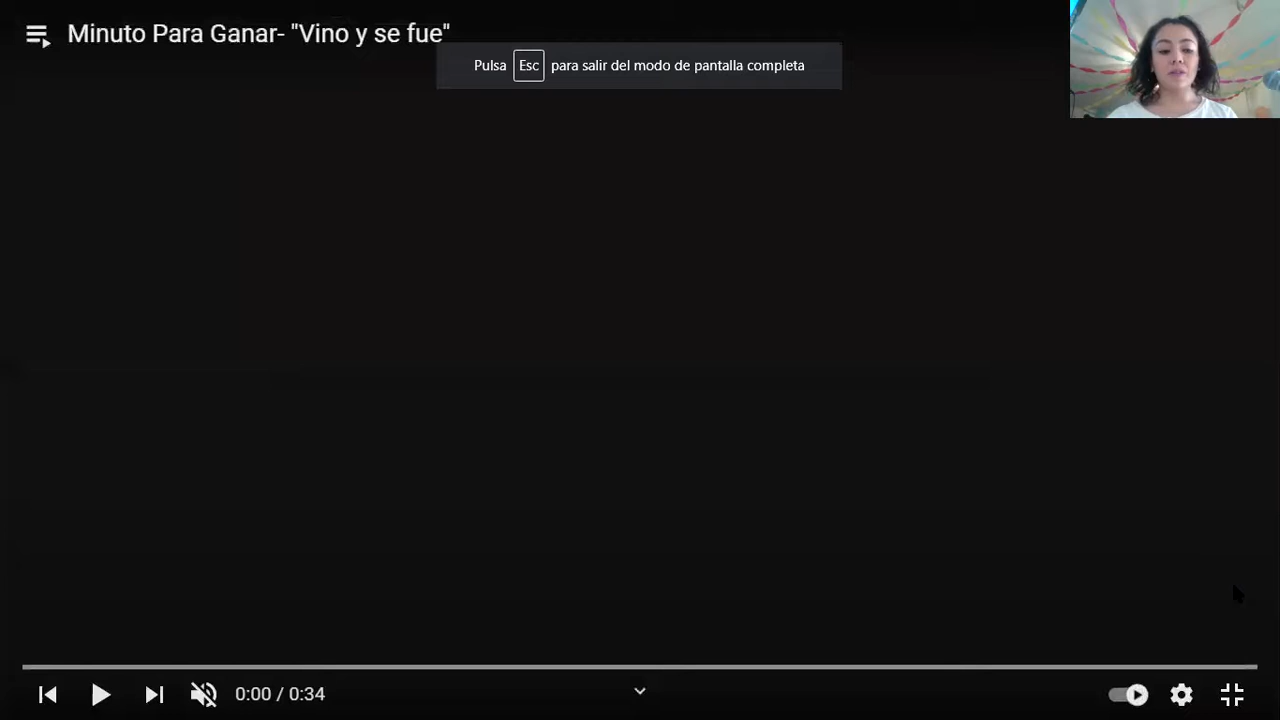 Minuto Para Ganar- "Vino y se fue"
Pulsa Esc para salir del modo de pantalla completa
0:00 / 0:34